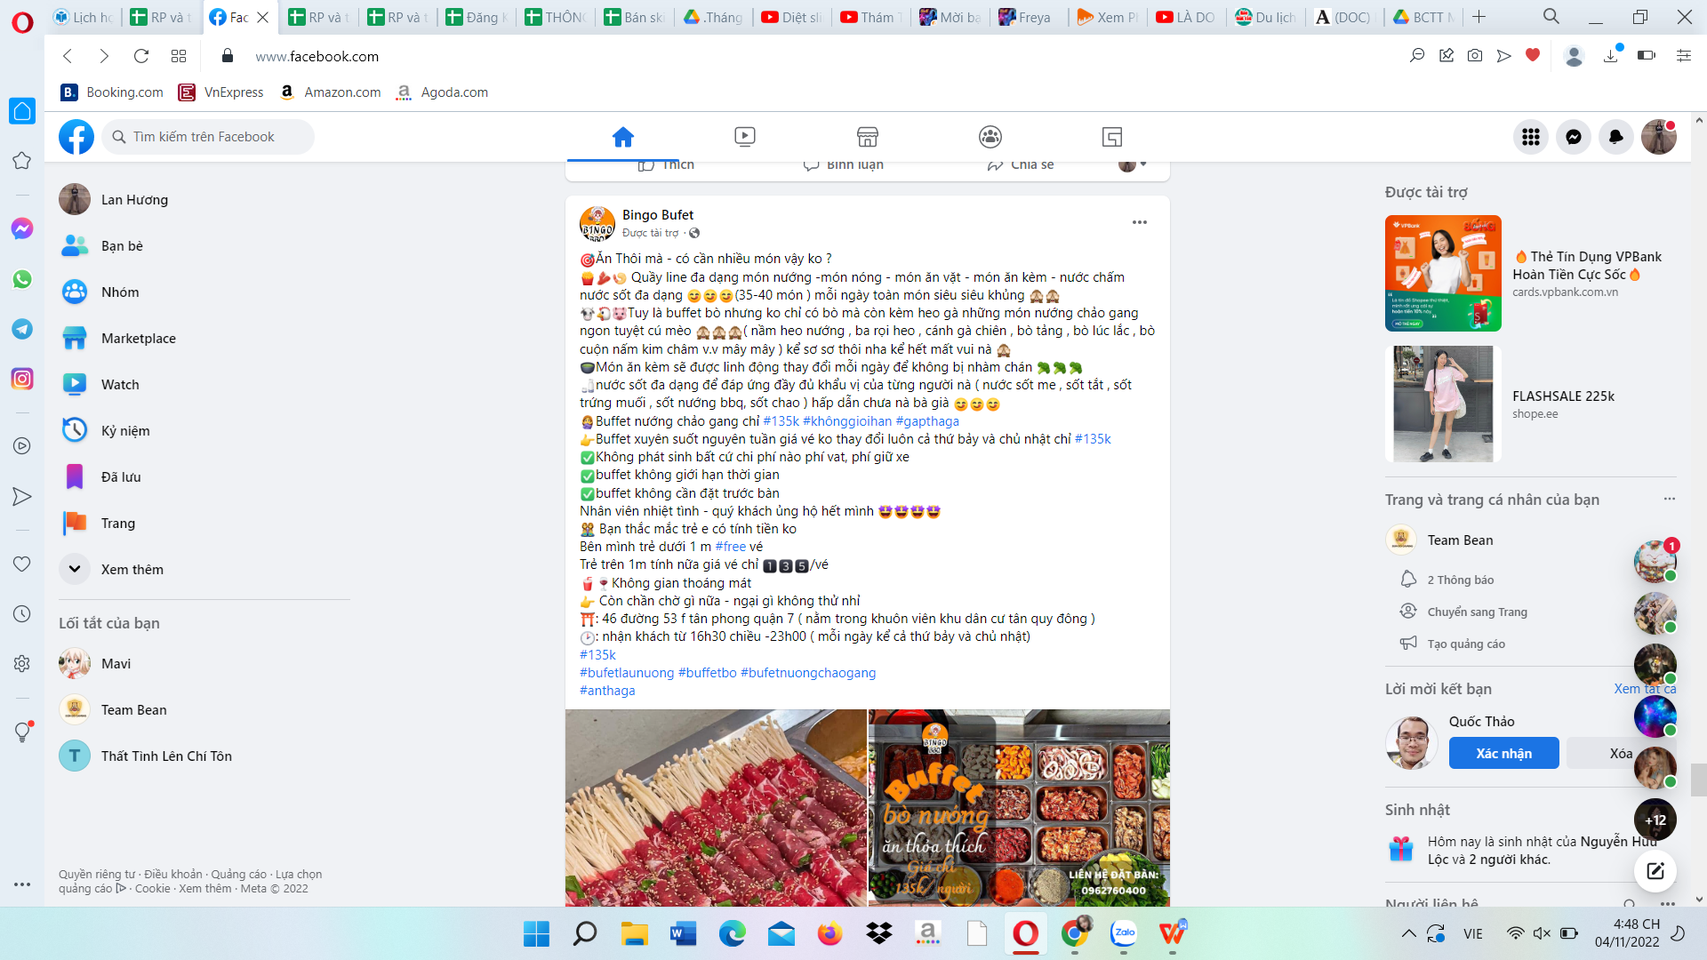 Lịch họ
RP và t
Fac
RP và t
RP và t
Đăng K
THÔNG
Bán sk
.Tháng
Diệt sli
Thám T
Mời bạ
Freya
Xem Ph
LÀ DO
Du lịch
(DOC)
BCTT M
www.facebook.com
Booking.com
VnExpress
Amazon.com
Agoda.com
Tìm kiếm trên Facebook
Lan Hương
Bạn bè
Nhóm
Marketplace
Watch
Kỷ niệm
Đã lưu
Trang
Xem thêm
Lối tắt của bạn
Mavi
Team Bean
T Thất Tình Lên Chí Tôn
Quyền riêng tư · Điều khoản · Quảng cáo · Lựa chọn
quảng cáo · Cookie · Xem thêm · Meta © 2022
Thích
Bình luận
Chia sẻ
Bingo Bufet
Được tài trợ ·
🎯Ăn Thôi mà - có cần nhiều món vậy ko ?
🍟🌶🍤 Quầy line đa dạng món nướng -món nóng - món ăn vặt - món ăn kèm - nước chấm
nước sốt đa dạng 😏😏😏(35-40 món ) mỗi ngày toàn món siêu siêu khủng 🙈🙈
🐮🐔🐷Tuy là buffet bò nhưng ko chỉ có bò mà còn kèm heo gà những món nướng chảo gang
ngon tuyệt cú mèo 🙈🙈🙈( nầm heo nướng , ba rọi heo , cánh gà chiên , bò tảng , bò lúc lắc , bò
cuộn nấm kim châm v.v mây mây ) kể sơ sơ thôi nha kể hết mất vui nà 🙈
Món ăn kèm sẽ được linh động thay đổi mỗi ngày để không bị nhàm chán 🥦🥦🥦
nước sốt đa dạng để đáp ứng đầy đủ khẩu vị của từng người nà ( nước sốt me , sốt tắt , sốt
trứng muối , sốt nướng bbq, sốt chao ) hấp dẫn chưa nà bà già 😏😏😏
Buffet nướng chảo gang chỉ #135k #khônggioihan #gapthaga
👉Buffet xuyên suốt nguyên tuần giá vé ko thay đổi luôn cả thứ bảy và chủ nhật chỉ #135k
✅Không phát sinh bất cứ chi phí nào phí vat, phí giữ xe
✅buffet không giới hạn thời gian
✅buffet không cần đặt trước bàn
Nhân viên nhiệt tình - quý khách ủng hộ hết mình 🤩🤩🤩🤩
Bạn thắc mắc trẻ e có tính tiền ko
Bên mình trẻ dưới 1 m #free vé
Trẻ trên 1m tính nữa giá vé chỉ 1️⃣3️⃣5️⃣/vé
🥤🍷Không gian thoáng mát
👉 Còn chần chờ gì nữa - ngại gì không thử nhỉ
⛩: 46 đường 53 f tân phong quận 7 ( nằm trong khuôn viên khu dân cư tân quy đông )
🕑: nhận khách từ 16h30 chiều -23h00 ( mỗi ngày kể cả thứ bảy và chủ nhật)
#135k
#bufetlaunuong #buffetbo #bufetnuongchaogang
#anthaga
BINGO
BBQ
Buffet
bò nướng
ăn thỏa thích
Giá chỉ
135k / người
LIÊN HỆ ĐẶT BÀN:
0962760400
Được tài trợ
VPBank
🔥Thẻ Tín Dụng VPBank
Hoàn Tiền Cực Sốc🔥
cards.vpbank.com.vn
FLASHSALE 225k
shope.ee
Trang và trang cá nhân của bạn
Team Bean
2 Thông báo
Chuyển sang Trang
Tạo quảng cáo
1
Lời mời kết bạn
Xem tất cả
Quốc Thảo
Xác nhận
Xóa
Sinh nhật
+12
Hôm nay là sinh nhật của Nguyễn Hữu
Lộc và 2 người khác.
Người liên hệ
Zalo
VIE
4:48 CH
04/11/2022